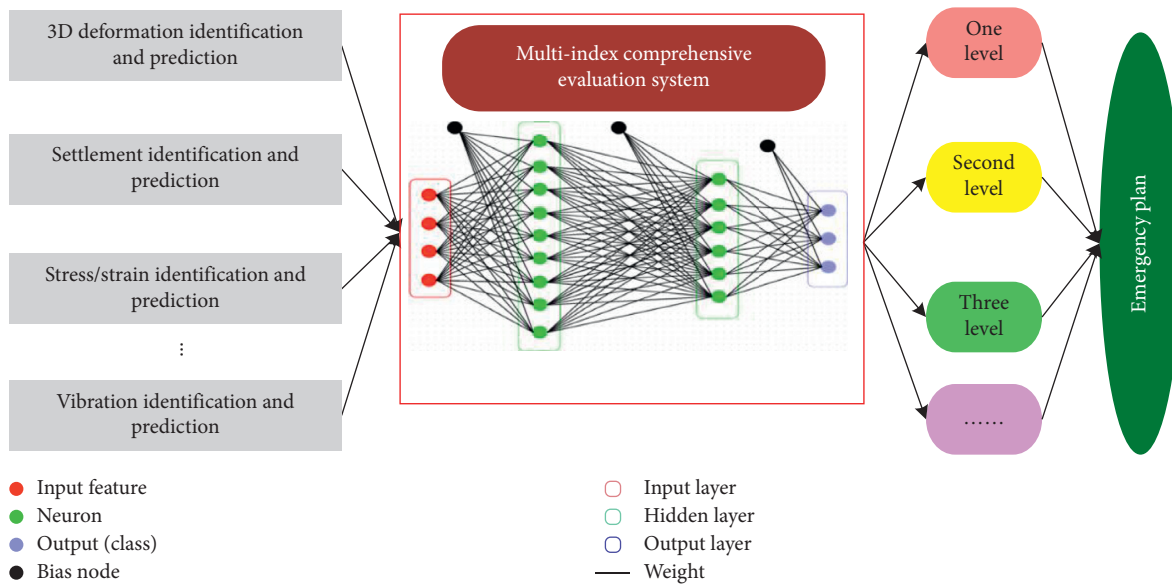 3D deformation identification
and prediction
Settlement identification and
prediction
Stress/strain identification and
prediction
...
Vibration identification and
prediction
Multi-index comprehensive
evaluation system
One
level
Second
level
Three
level
......
Emergency plan
Input feature
Neuron
Output (class)
Bias node
Input layer
Hidden layer
Output layer
Weight